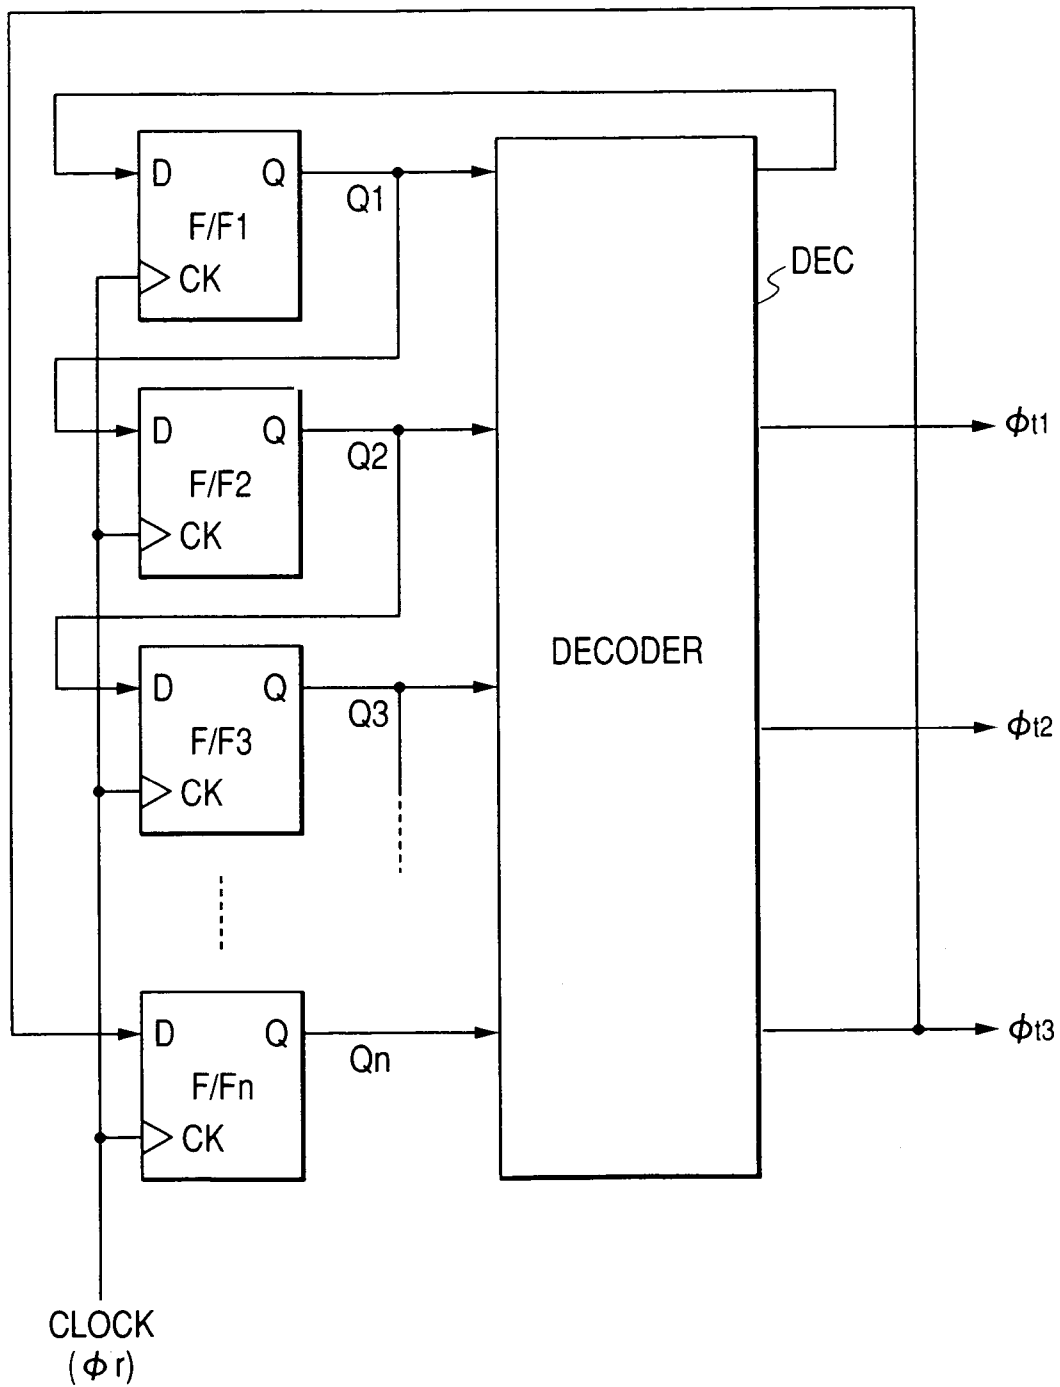 D Q
Q1
F/F1
CK
DEC
D Q
Q2
F/F2
CK
ϕt1
DECODER
D Q
Q3
F/F3
CK
ϕt2
D Q
Qn
F/Fn
CK
ϕt3
CLOCK
(ϕr)